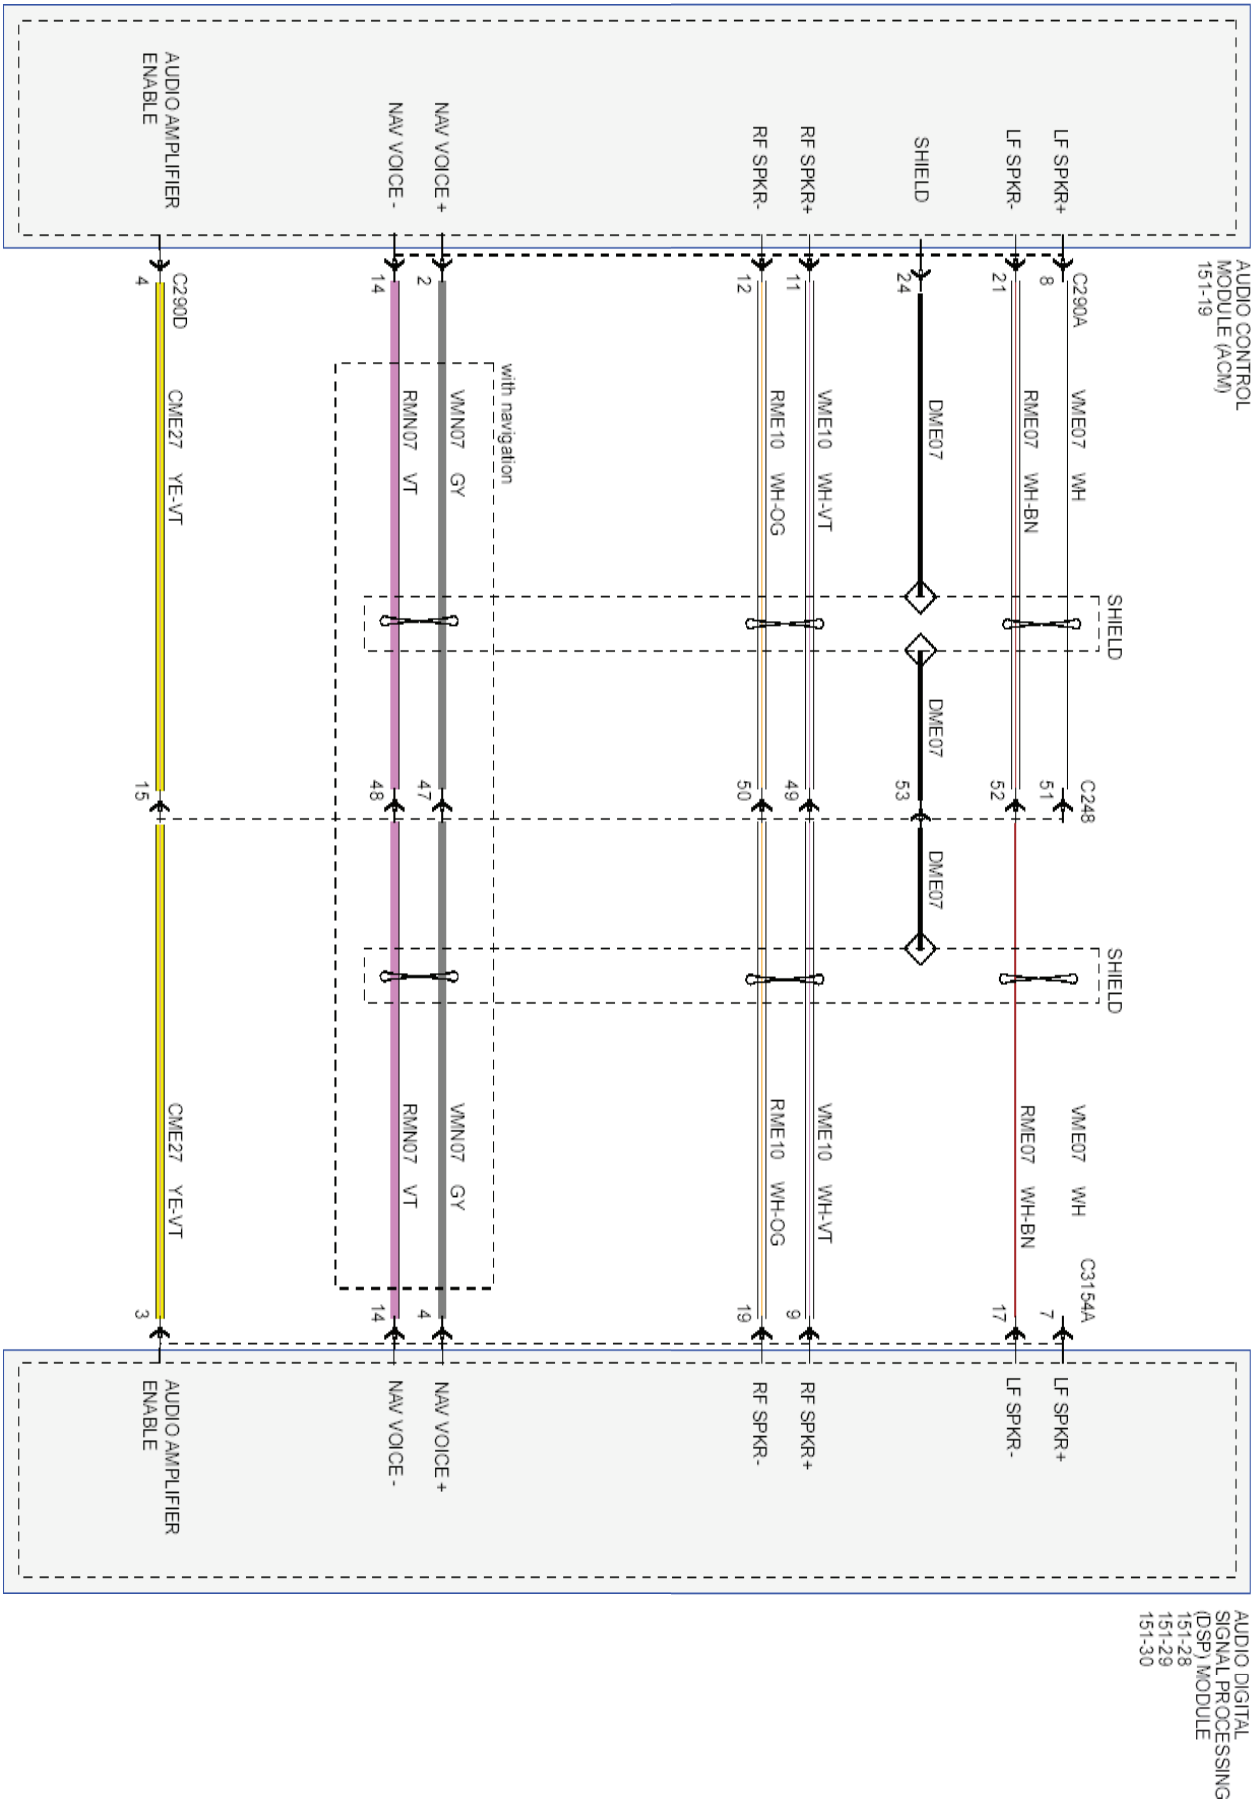 AUDIO CONTROL
MODULE (ACM)
151-19
LF SPKR+
LF SPKR-
SHIELD
RF SPKR+
RF SPKR-
NAV VOICE +
NAV VOICE -
AUDIO AMPLIFIER
ENABLE
8 C290A
21
24
11
12
2
14
4 C290D
VME07 WH
RME07 WH-BN
DME07
VME10 WH-VT
RME10 WH-OG
with navigation
VMN07 GY
RMN07 VT
CME27 YE-VT
SHIELD
DME07
51 C248
52
53
49
50
47
48
15
DME07
SHIELD
VME07 WH
RME07 WH-BN
VME10 WH-VT
RME10 WH-OG
VMN07 GY
RMN07 VT
CME27 YE-VT
7 C3154A
17
9
19
4
14
3
LF SPKR+
LF SPKR-
RF SPKR+
RF SPKR-
NAV VOICE +
NAV VOICE -
AUDIO AMPLIFIER
ENABLE
AUDIO DIGITAL
SIGNAL PROCESSING
(DSP) MODULE
151-28
151-29
151-30